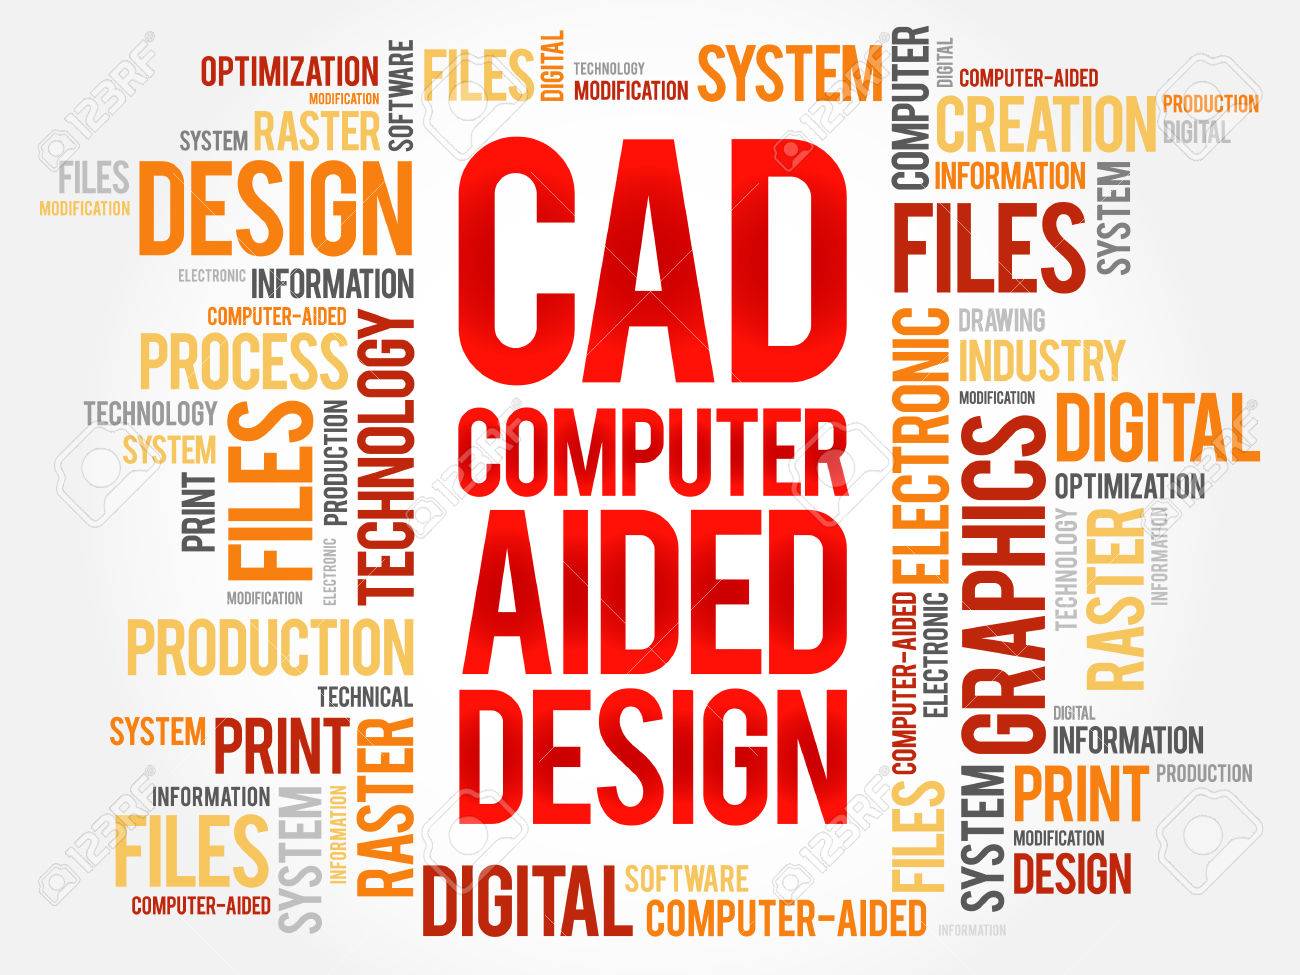 OPTIMIZATION
MODIFICATION
SYSTEM RASTER
SOFTWARE
FILES
MODIFICATION
DESIGN
ELECTRONIC INFORMATION
COMPUTER-AIDED
PROCESS
TECHNOLOGY
SYSTEM
PRINT
FILES
PRODUCTION
TECHNOLOGY
ELECTRONIC
MODIFICATION
PRODUCTION
TECHNICAL
SYSTEM PRINT
RASTER
INFORMATION
FILES
COMPUTER-AIDED
SYSTEM
INFORMATION
FILES
DIGITAL
TECHNOLOGY
MODIFICATION
SYSTEM
CAD
COMPUTER
AIDED
DESIGN
DIGITAL
SOFTWARE
COMPUTER-AIDED
INFORMATION
COMPUTER
DIGITAL
COMPUTER-AIDED
CREATION
PRODUCTION
DIGITAL
INFORMATION
FILES
SYSTEM
ELECTRONIC
DRAWING
INDUSTRY
MODIFICATION
DIGITAL
GRAPHICS
OPTIMIZATION
TECHNOLOGY
RASTER
INFORMATION
COMPUTER-AIDED
ELECTRONIC
DIGITAL
INFORMATION
FILES
SYSTEM
PRINT
PRODUCTION
MODIFICATION
DESIGN
123RF